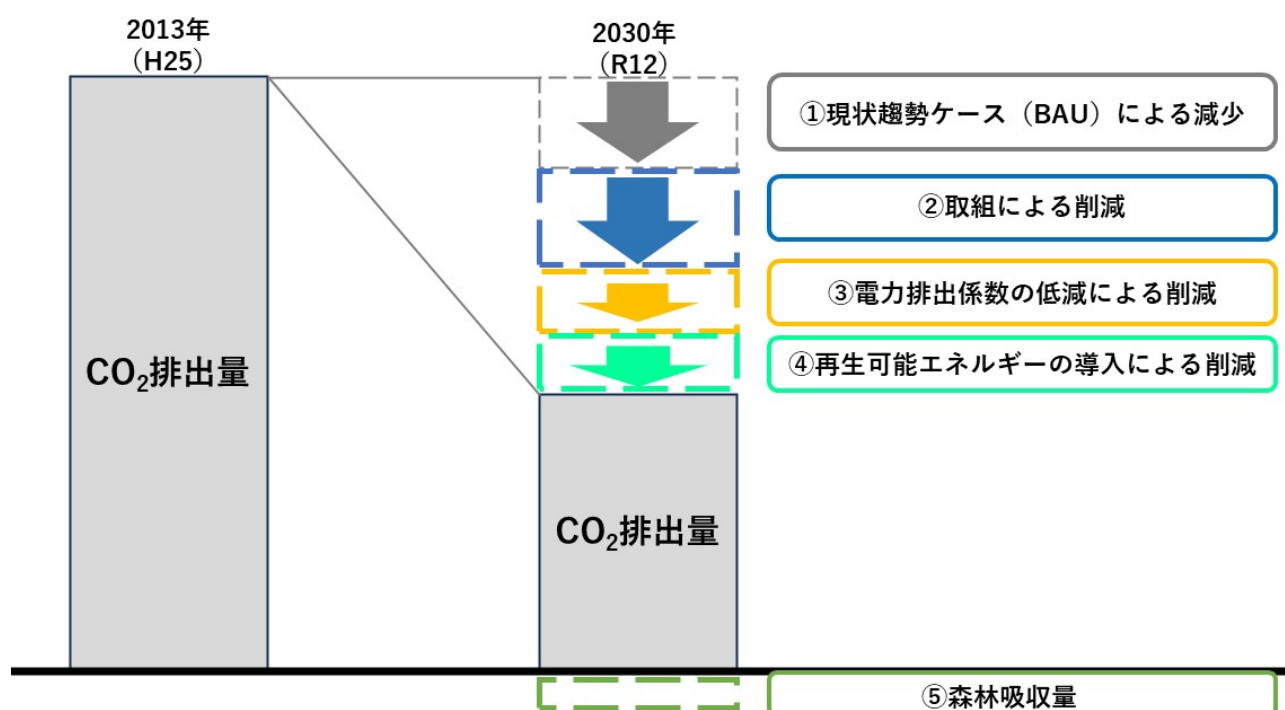 2013年
（H25）
2030年
（R12）
①現状趨勢ケース（BAU）による減少
②取組による削減
③電力排出係数の低減による削減
④再生可能エネルギーの導入による削減
CO₂排出量
CO₂排出量
⑤森林吸収量